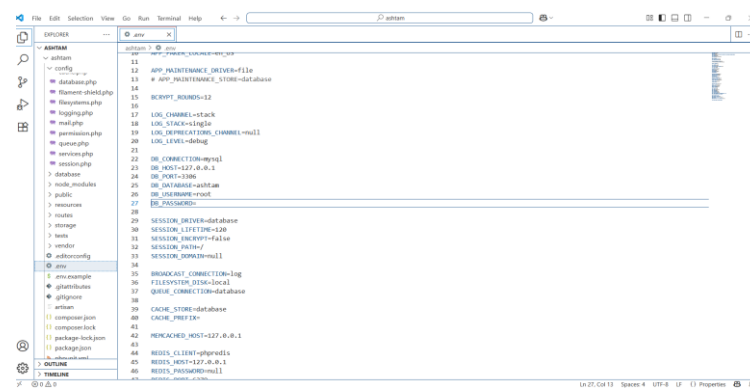 File Edit Selection View Go Run Terminal Help
ashtam
EXPLORER
.env
ASHTAM
ashtam > .env
ashtam
config
database.php
filament-shield.php
filesystems.php
logging.php
mail.php
permission.php
queue.php
services.php
session.php
database
node_modules
public
resources
routes
storage
tests
vendor
.editorconfig
.env
.env.example
.gitattributes
.gitignore
artisan
composer.json
composer.lock
package-lock.json
package.json
phpunit.xml
OUTLINE
TIMELINE
10 APP_FAKER_LOCALE=en_US
11
12 APP_MAINTENANCE_DRIVER=file
13 # APP_MAINTENANCE_STORE=database
14
15 BCRYPT_ROUNDS=12
16
17 LOG_CHANNEL=stack
18 LOG_STACK=single
19 LOG_DEPRECATIONS_CHANNEL=null
20 LOG_LEVEL=debug
21
22 DB_CONNECTION=mysql
23 DB_HOST=127.0.0.1
24 DB_PORT=3306
25 DB_DATABASE=ashtam
26 DB_USERNAME=root
27 DB_PASSWORD=
28
29 SESSION_DRIVER=database
30 SESSION_LIFETIME=120
31 SESSION_ENCRYPT=false
32 SESSION_PATH=/
33 SESSION_DOMAIN=null
34
35 BROADCAST_CONNECTION=log
36 FILESYSTEM_DISK=local
37 QUEUE_CONNECTION=database
38
39 CACHE_STORE=database
40 CACHE_PREFIX=
41
42 MEMCACHED_HOST=127.0.0.1
43
44 REDIS_CLIENT=phpredis
45 REDIS_HOST=127.0.0.1
46 REDIS_PASSWORD=null
0 0
Ln 27, Col 13 Spaces: 4 UTF-8 LF {} Properties